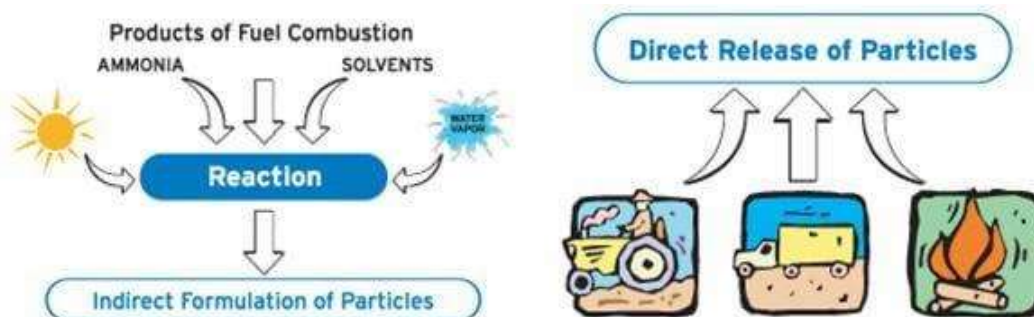 Products of Fuel Combustion
AMMONIA
SOLVENTS
WATER
VAPOR
Reaction
Indirect Formulation of Particles
Direct Release of Particles